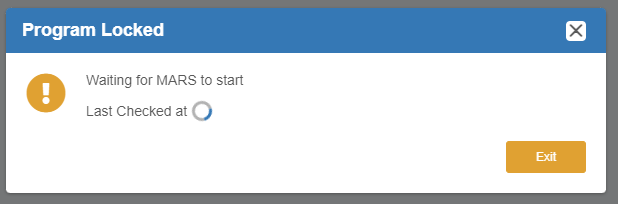 Program Locked
Waiting for MARS to start
Last Checked at
Exit